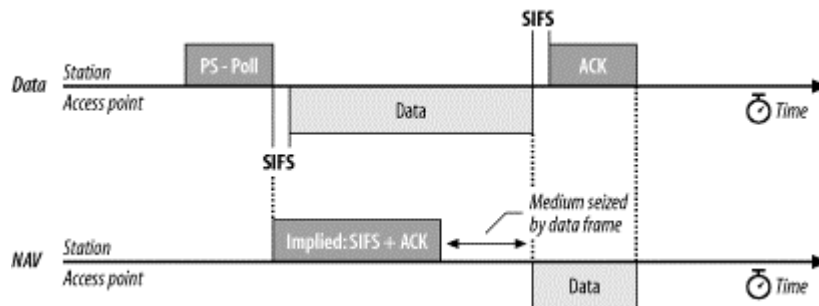 SIFS
PS - Poll
ACK
Station
Data
Access point
Data
Time
SIFS
Medium seized
by data frame
Implied: SIFS + ACK
Station
NAV
Access point
Data
Time